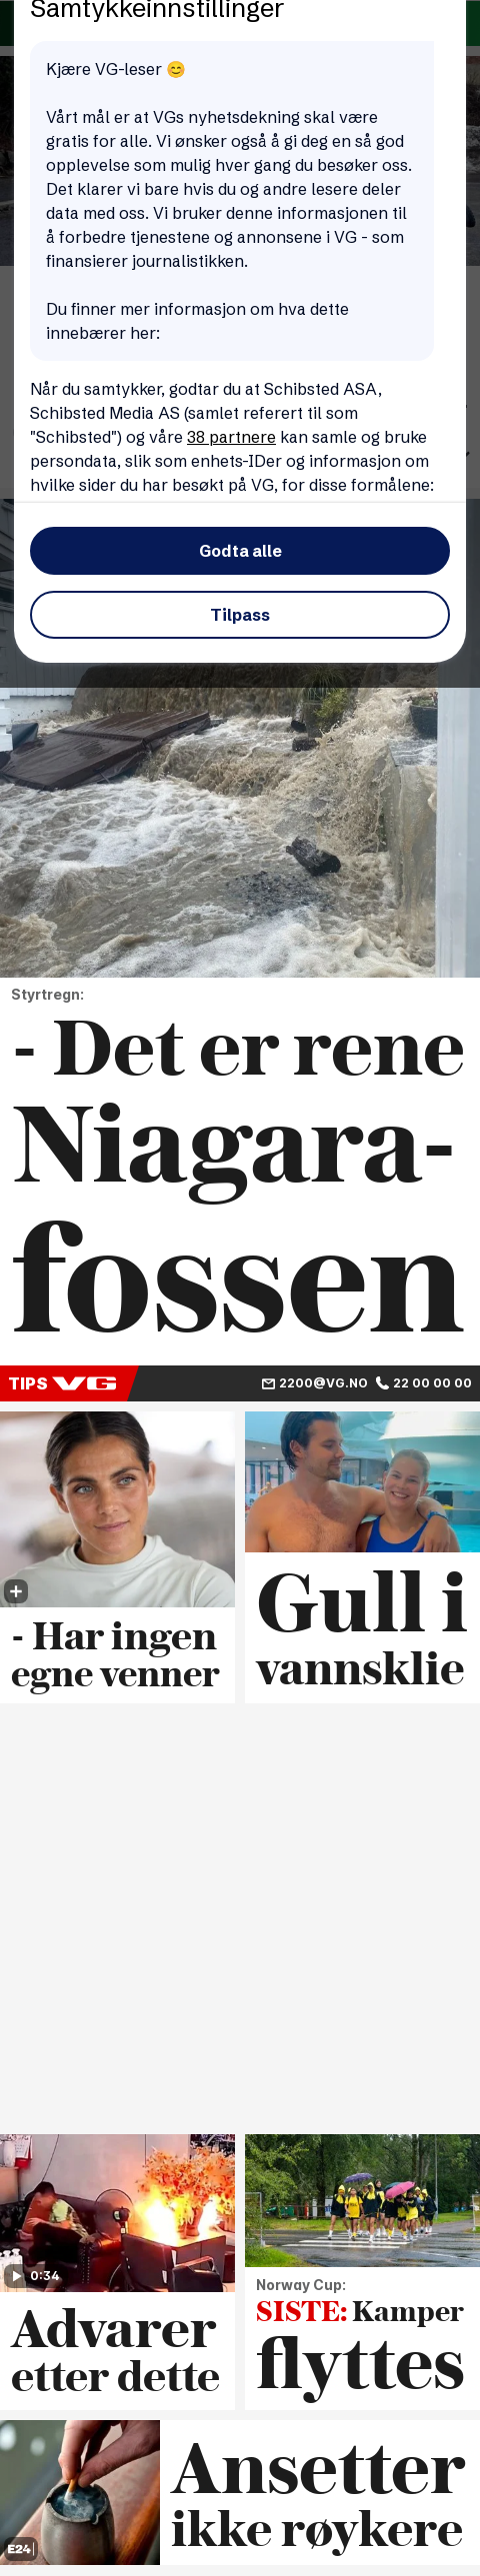 Samtykkeinnstillinger
Kjære VG-leser 😊
Vårt mål er at VGs nyhetsdekning skal være
gratis for alle. Vi ønsker også å gi deg en så god
opplevelse som mulig hver gang du besøker oss.
Det klarer vi bare hvis du og andre lesere deler
data med oss. Vi bruker denne informasjonen til
å forbedre tjenestene og annonsene i VG - som
finansierer journalistikken.
Du finner mer informasjon om hva dette
innebærer her:
Når du samtykker, godtar du at Schibsted ASA,
Schibsted Media AS (samlet referert til som
"Schibsted") og våre 38 partnere kan samle og bruke
persondata, slik som enhets-IDer og informasjon om
hvilke sider du har besøkt på VG, for disse formålene:
Godta alle
Tilpass
Styrtregn:
- Det er rene
Niagara-
fossen
TIPS VG 2200@VG.NO 22 00 00 00
- Har ingen
egne venner
Gull i
vannsklie
0:34
Advarer
etter dette
Norway Cup:
SISTE: Kamper
flyttes
E24
Ansetter
ikke røykere